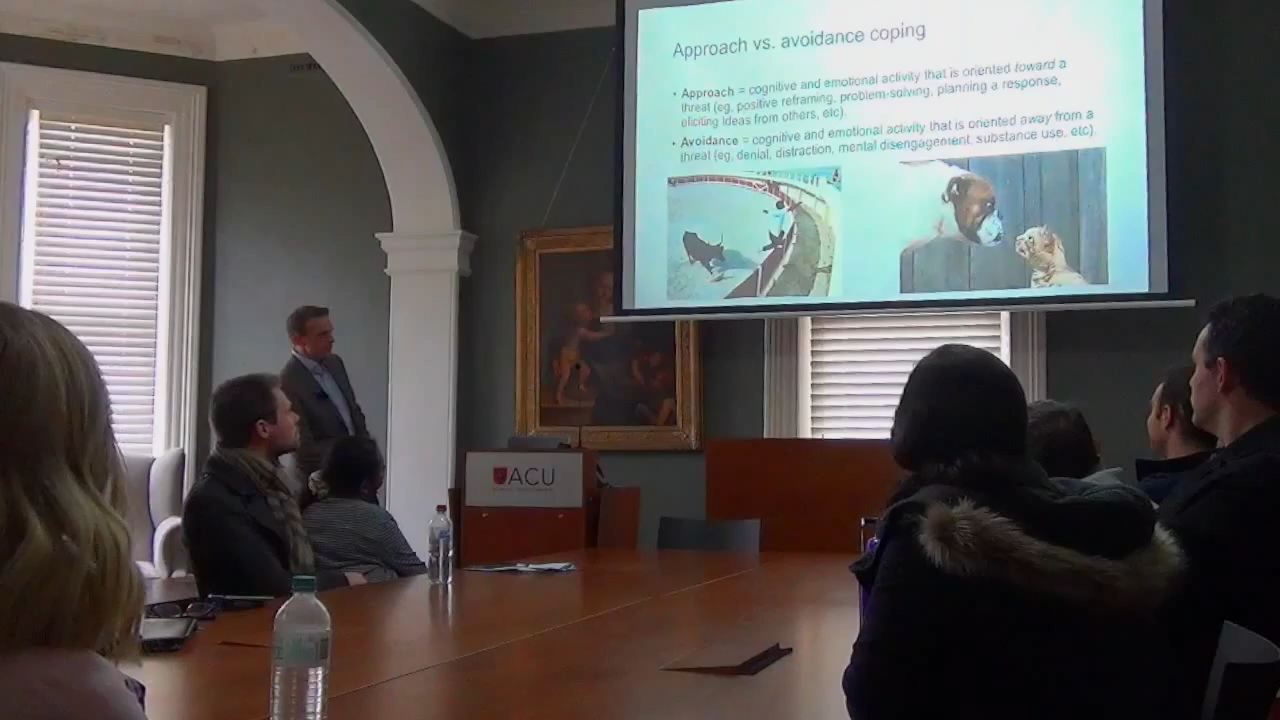 Approach vs. avoidance coping
• Approach = cognitive and emotional activity that is oriented toward a
threat (eg, positive reframing, problem-solving, planning a response,
eliciting ideas from others, etc).
• Avoidance = cognitive and emotional activity that is oriented away from a
threat (eg, denial, distraction, mental disengagement, substance use, etc).
ACU